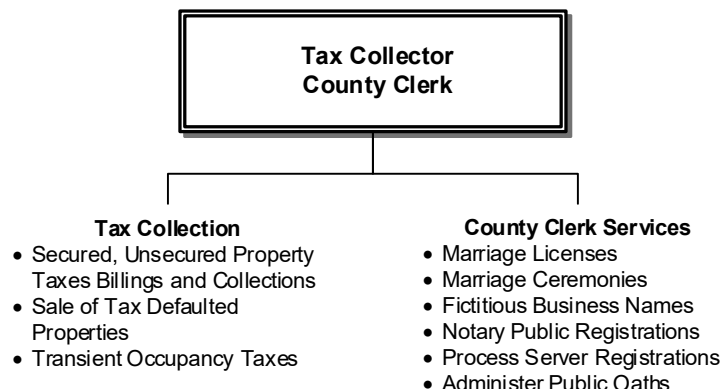 Tax Collector
County Clerk
Tax Collection
• Secured, Unsecured Property
Taxes Billings and Collections
• Sale of Tax Defaulted
Properties
• Transient Occupancy Taxes
County Clerk Services
• Marriage Licenses
• Marriage Ceremonies
• Fictitious Business Names
• Notary Public Registrations
• Process Server Registrations
• Administer Public Oaths